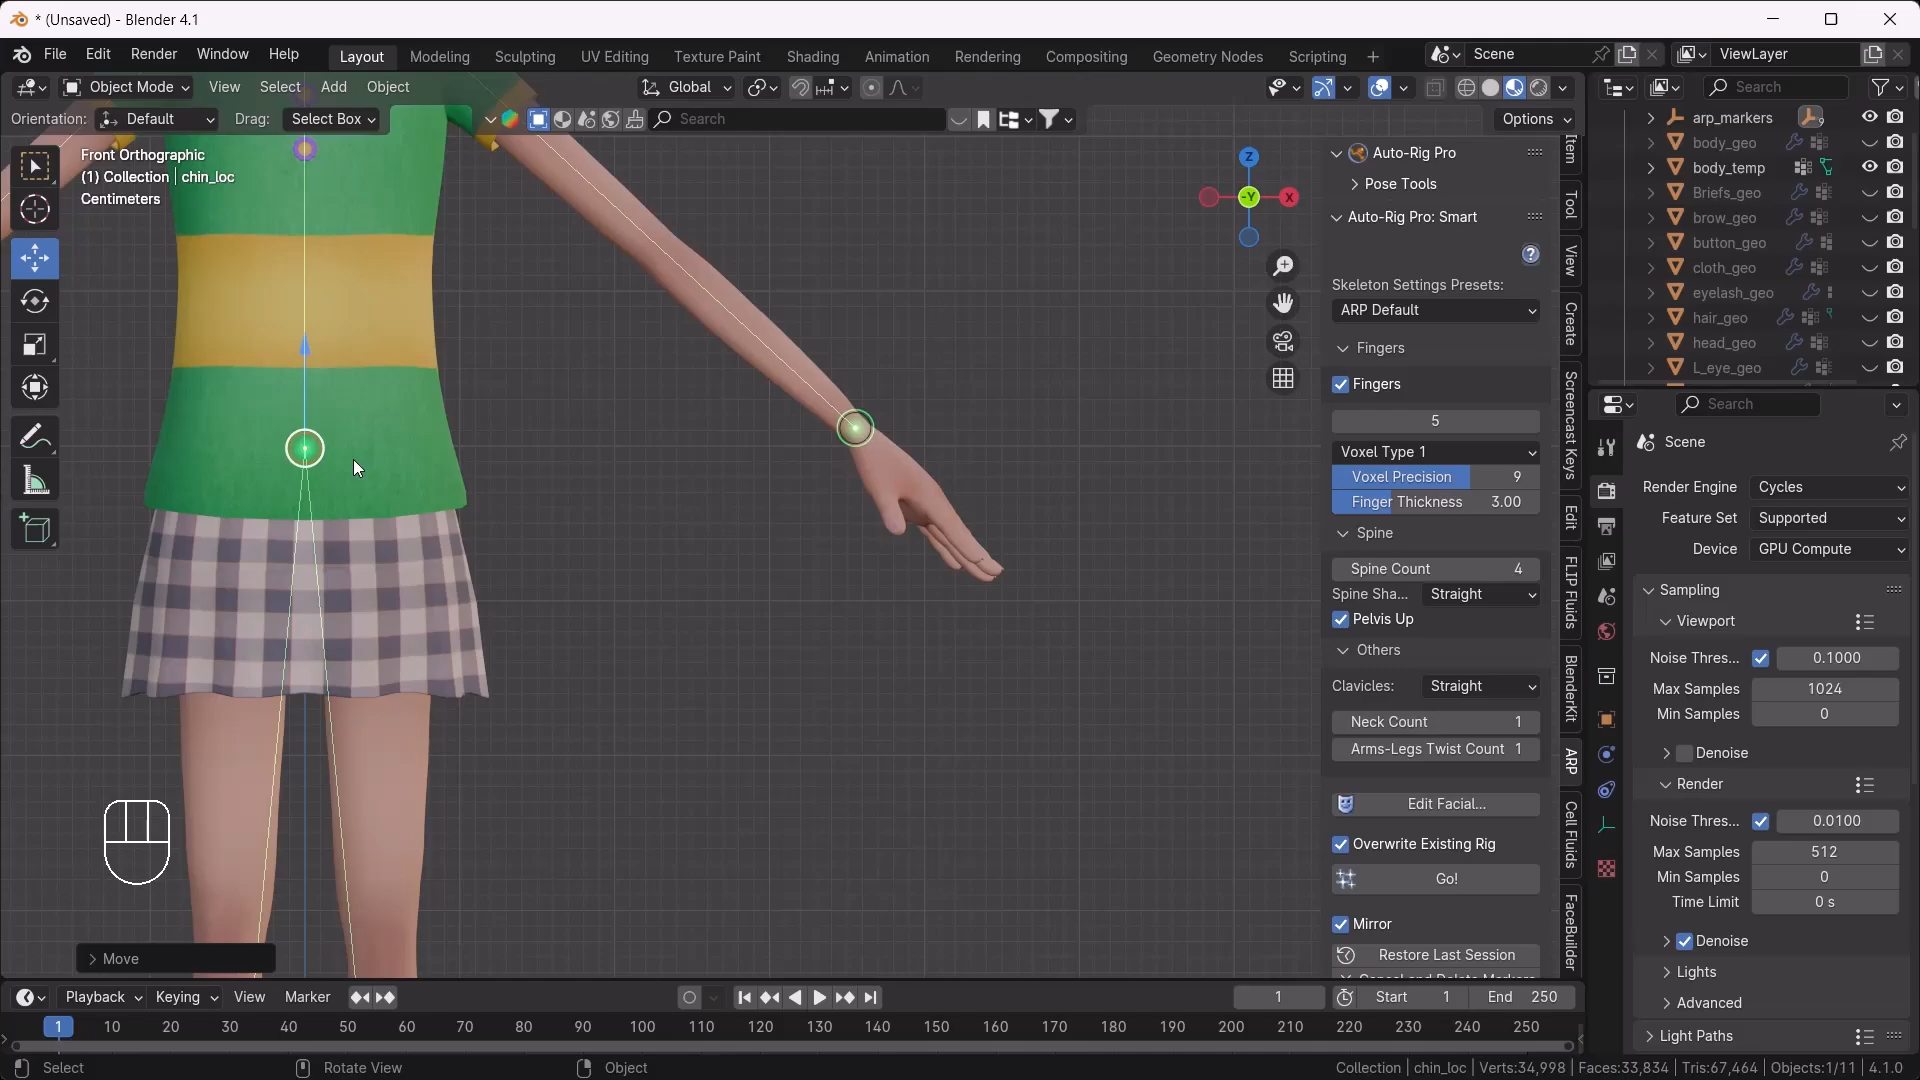 * (Unsaved) - Blender 4.1
File Edit Render Window Help Layout Modeling Sculpting UV Editing Texture Paint Shading Animation Rendering Compositing Geometry Nodes Scripting + Scene ViewLayer
Object Mode View Select Add Object Global Search
Orientation: Default Drag: Select Box Search Options
Front Orthographic
(1) Collection | chin_loc
Centimeters
Z
-Y
X
Auto-Rig Pro
Pose Tools
Auto-Rig Pro: Smart
?
Skeleton Settings Presets:
ARP Default
Fingers
Fingers
5
Voxel Type 1
Voxel Precision 9
Finger Thickness 3.00
Spine
Spine Count 4
Spine Sha... Straight
Pelvis Up
Others
Clavicles: Straight
Neck Count 1
Arms-Legs Twist Count 1
Edit Facial...
Overwrite Existing Rig
Go!
Mirror
Restore Last Session
Cancel and Delete Markers
Item
Tool
View
Create
Screencast Keys
Edit
FLIP Fluids
BlenderKit
ARP
Cell Fluids
FaceBuilder
arp_markers 9
body_geo
body_temp
Briefs_geo
brow_geo
button_geo
cloth_geo
eyelash_geo
hair_geo
head_geo
L_eye_geo
Search
Scene
Render Engine Cycles
Feature Set Supported
Device GPU Compute
Sampling
Viewport
Noise Thres... 0.1000
Max Samples 1024
Min Samples 0
Denoise
Render
Noise Thres... 0.0100
Max Samples 512
Min Samples 0
Time Limit 0 s
Denoise
Lights
Advanced
Light Paths
Move
Playback Keying View Marker 1 Start 1 End 250
1 10 20 30 40 50 60 70 80 90 100 110 120 130 140 150 160 170 180 190 200 210 220 230 240 250
Select Rotate View Object Collection | chin_loc | Verts:34,998 | Faces:33,834 | Tris:67,464 | Objects:1/11 | 4.1.0